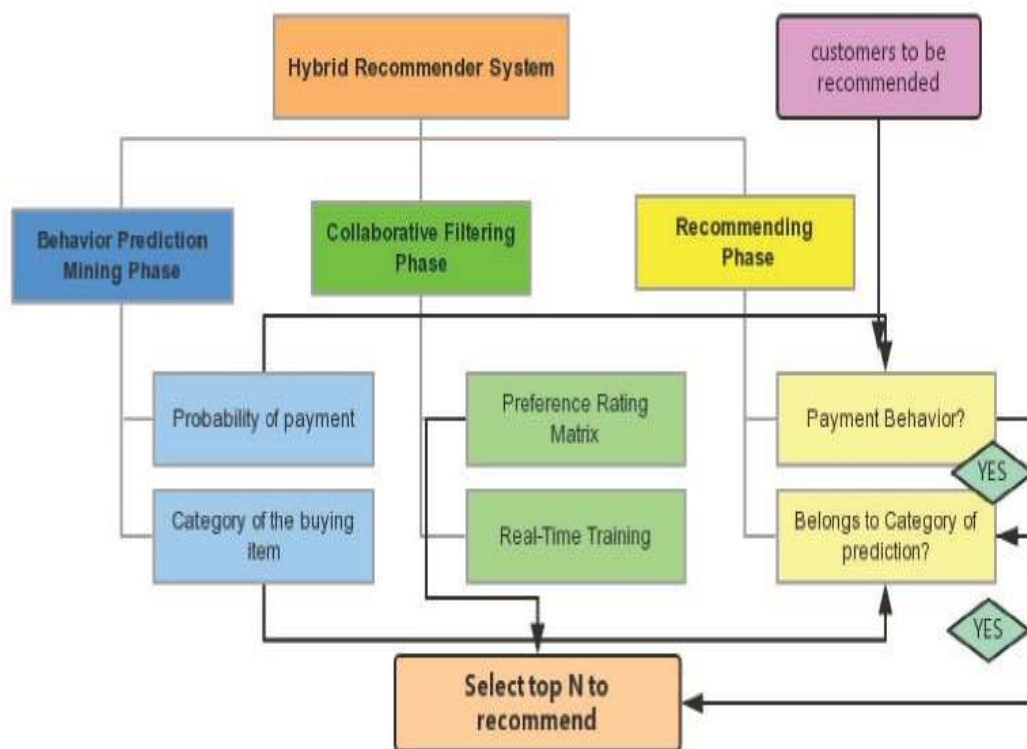 Hybrid Recommender System
customers to be
recommended
Behavior Prediction
Mining Phase
Collaborative Filtering
Phase
Recommending
Phase
Probability of payment
Preference Rating
Matrix
Payment Behavior?
YES
Category of the buying
item
Real-Time Training
Belongs to Category of
prediction?
YES
Select top N to
recommend